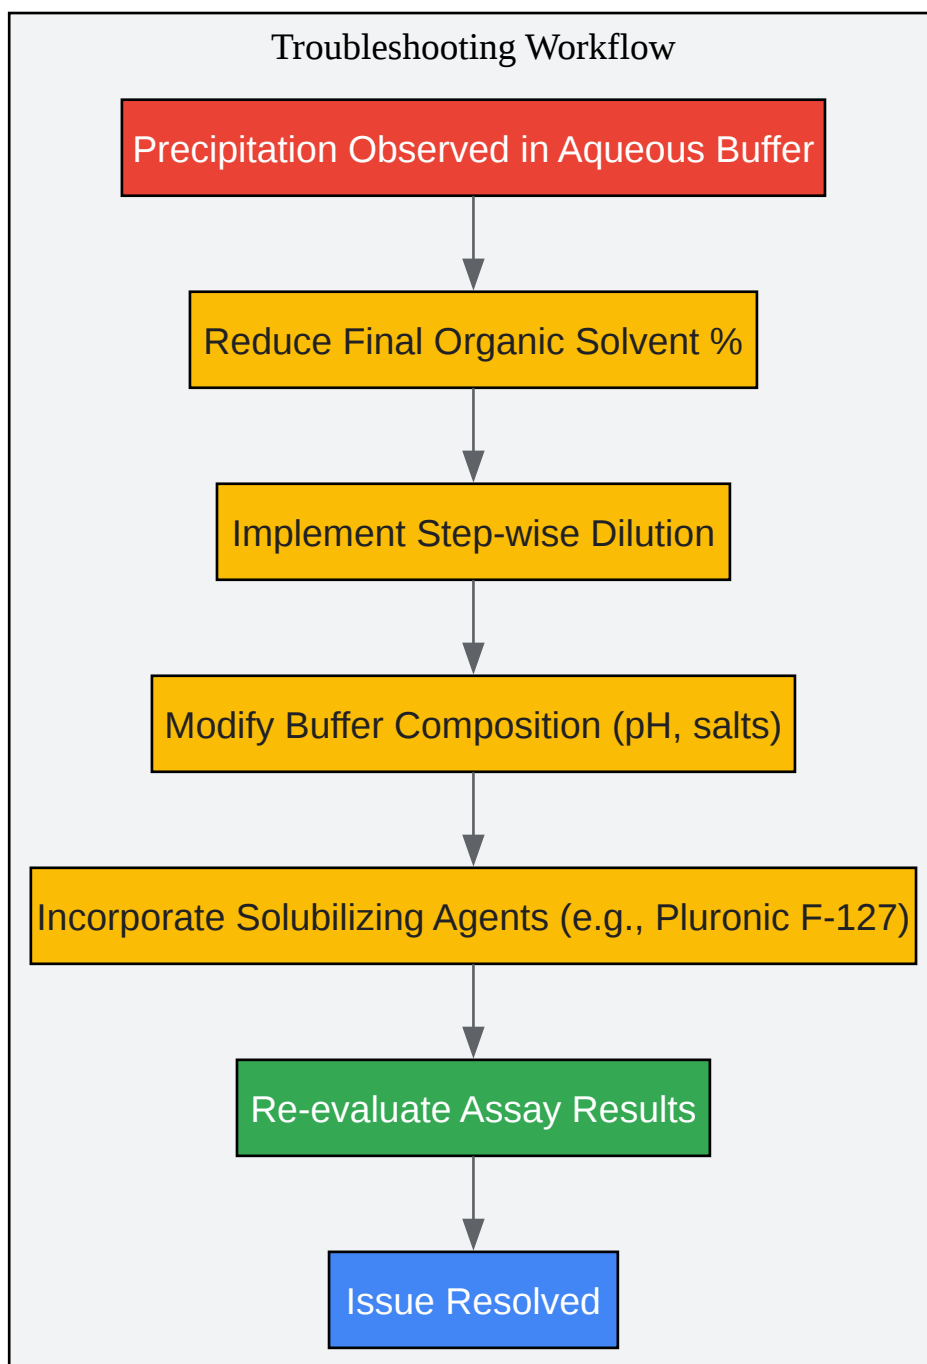 Troubleshooting Workflow
Precipitation Observed in Aqueous Buffer
Reduce Final Organic Solvent %
Implement Step-wise Dilution
Modify Buffer Composition (pH, salts)
Incorporate Solubilizing Agents (e.g., Pluronic F-127)
Re-evaluate Assay Results
Issue Resolved